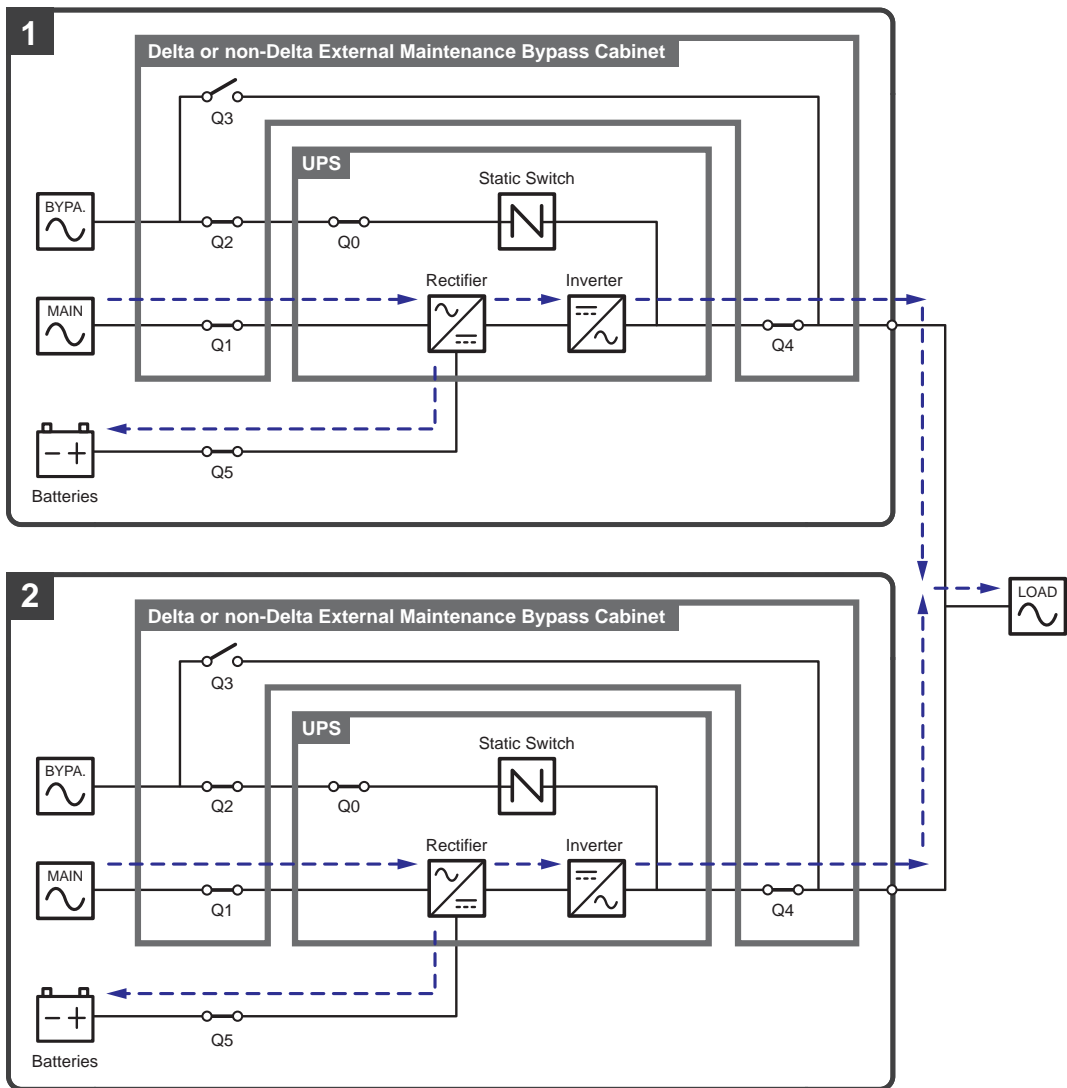 1
Delta or non-Delta External Maintenance Bypass Cabinet
Q3
UPS
Static Switch
BYPA.
Q2
Q0
Rectifier
Inverter
MAIN
Q1
Q4
Q5
Batteries
2
Delta or non-Delta External Maintenance Bypass Cabinet
LOAD
Q3
UPS
Static Switch
BYPA.
Q2
Q0
Rectifier
Inverter
MAIN
Q1
Q4
Q5
Batteries